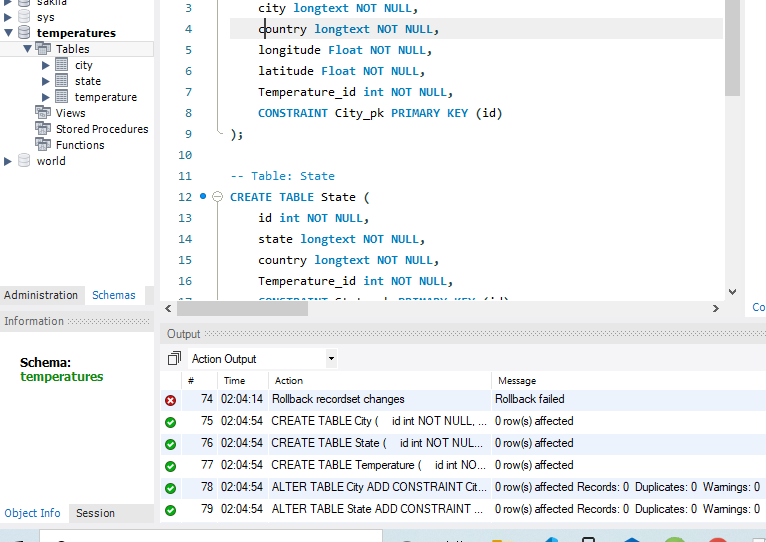 sakila
sys
temperatures
Tables
city
state
temperature
Views
Stored Procedures
Functions
world
Administration Schemas
Information
Schema:
temperatures
Object Info Session
3 city longtext NOT NULL,
4 country longtext NOT NULL,
5 longitude Float NOT NULL,
6 latitude Float NOT NULL,
7 Temperature_id int NOT NULL,
8 CONSTRAINT City_pk PRIMARY KEY (id)
9 );
10
11 -- Table: State
12 CREATE TABLE State (
13 id int NOT NULL,
14 state longtext NOT NULL,
15 country longtext NOT NULL,
16 Temperature_id int NOT NULL,
17 CONSTRAINT State_pk PRIMARY KEY (id)
Co
Output
Action Output
# Time Action Message
74 02:04:14 Rollback recordset changes Rollback failed
75 02:04:54 CREATE TABLE City ( id int NOT NULL, ... 0 row(s) affected
76 02:04:54 CREATE TABLE State ( id int NOT NUL... 0 row(s) affected
77 02:04:54 CREATE TABLE Temperature ( id int NO... 0 row(s) affected
78 02:04:54 ALTER TABLE City ADD CONSTRAINT Cit... 0 row(s) affected Records: 0 Duplicates: 0 Warnings: 0
79 02:04:54 ALTER TABLE State ADD CONSTRAINT ... 0 row(s) affected Records: 0 Duplicates: 0 Warnings: 0